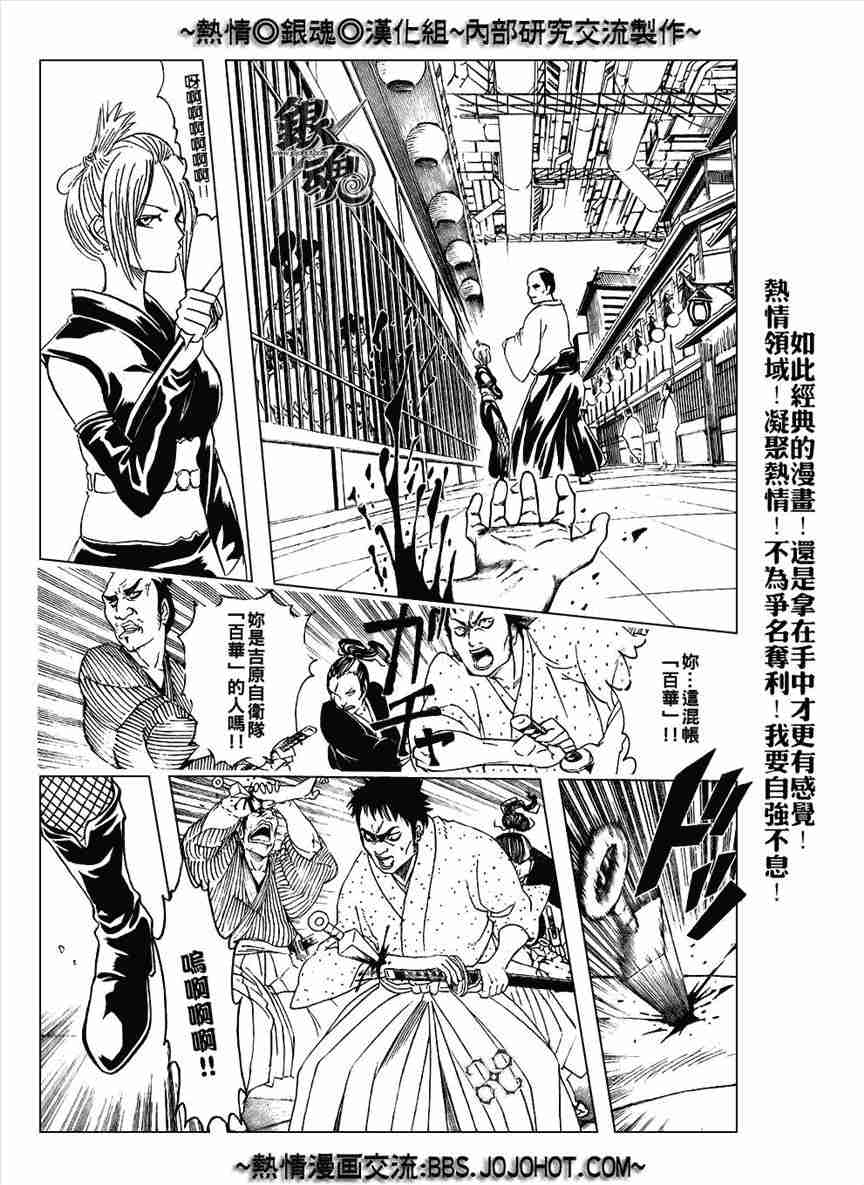 ~熱情◎銀魂◎漢化組~內部研究交流製作~
銀魂
呀啊啊啊啊啊!!
如此經典的漫畫！還是拿在手中才更有感覺！
熱情領域！凝聚熱情！不為爭名奪利！我要自強不息！
妳…這混帳
「百華」!!
ガ
チャ
妳是吉原自衛隊
「百華」的人嗎!!
ドッ
嗚啊啊啊!!
~熱情漫画交流:BBS.JOJOHOT.COM~